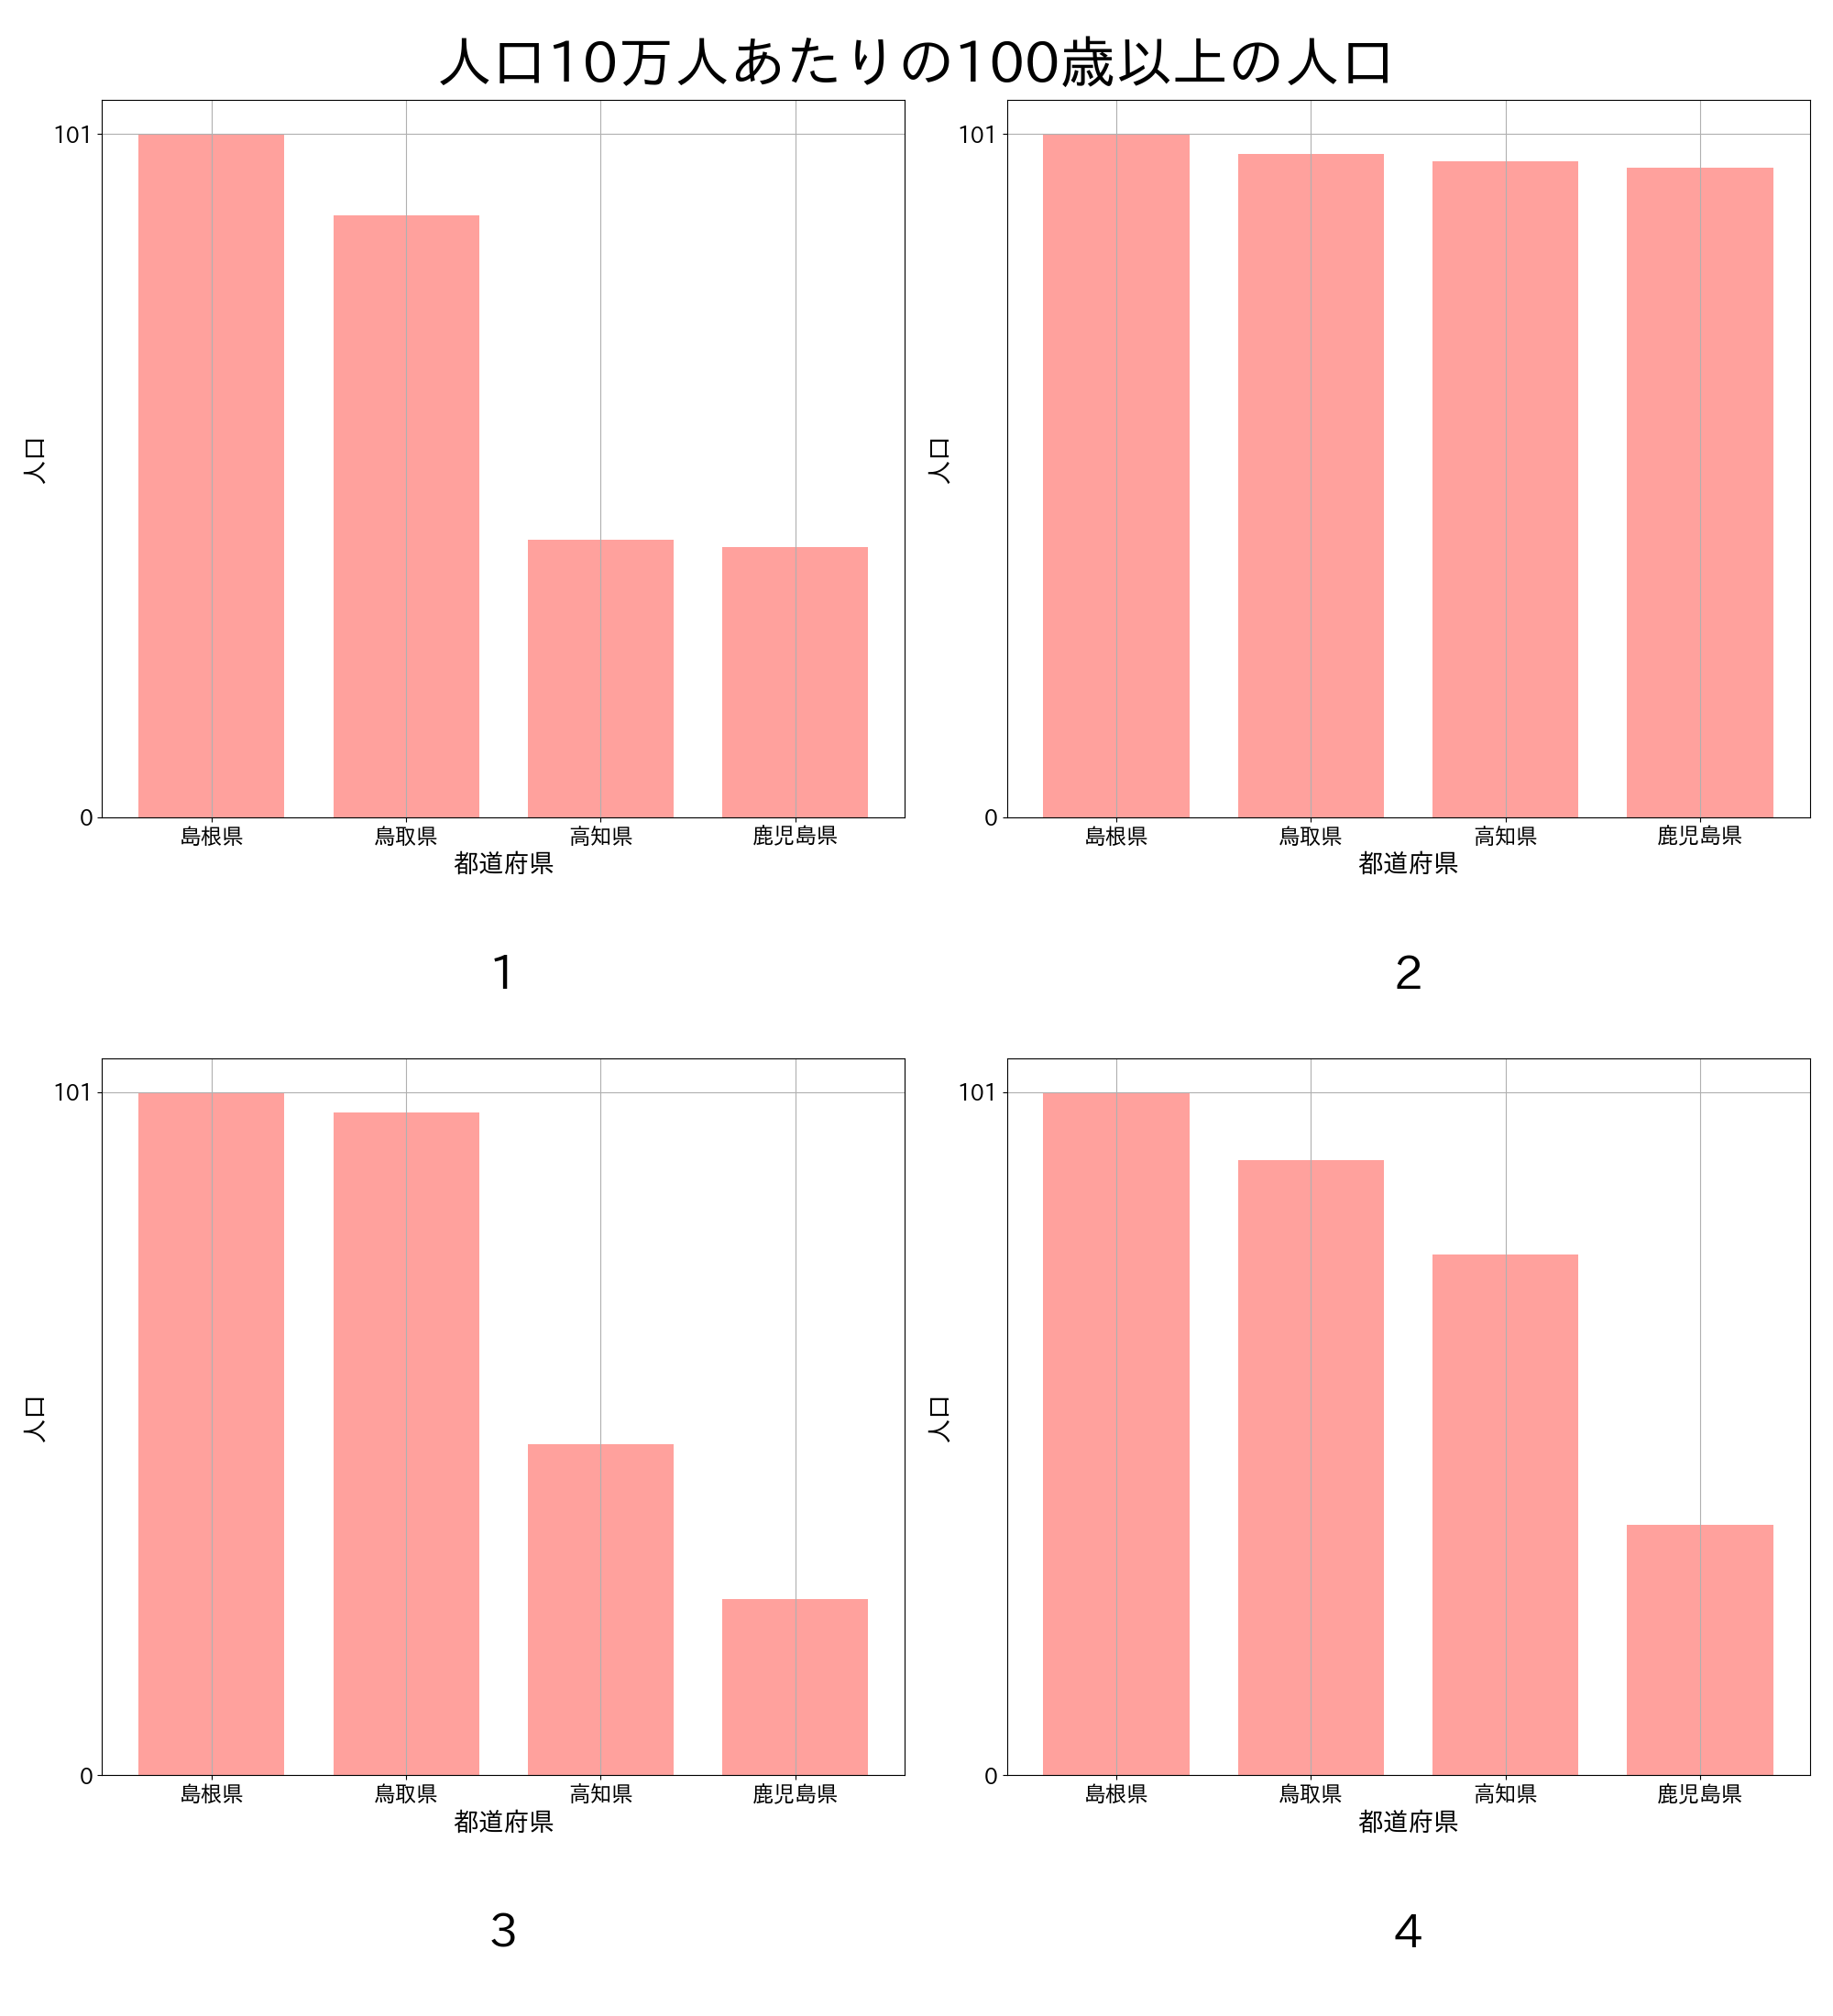 人口10万人あたりの100歳以上の人口
101
0
人口
島根県 鳥取県 高知県 鹿児島県
都道府県
1
101
0
人口
島根県 鳥取県 高知県 鹿児島県
都道府県
2
101
0
人口
島根県 鳥取県 高知県 鹿児島県
都道府県
3
101
0
人口
島根県 鳥取県 高知県 鹿児島県
都道府県
4